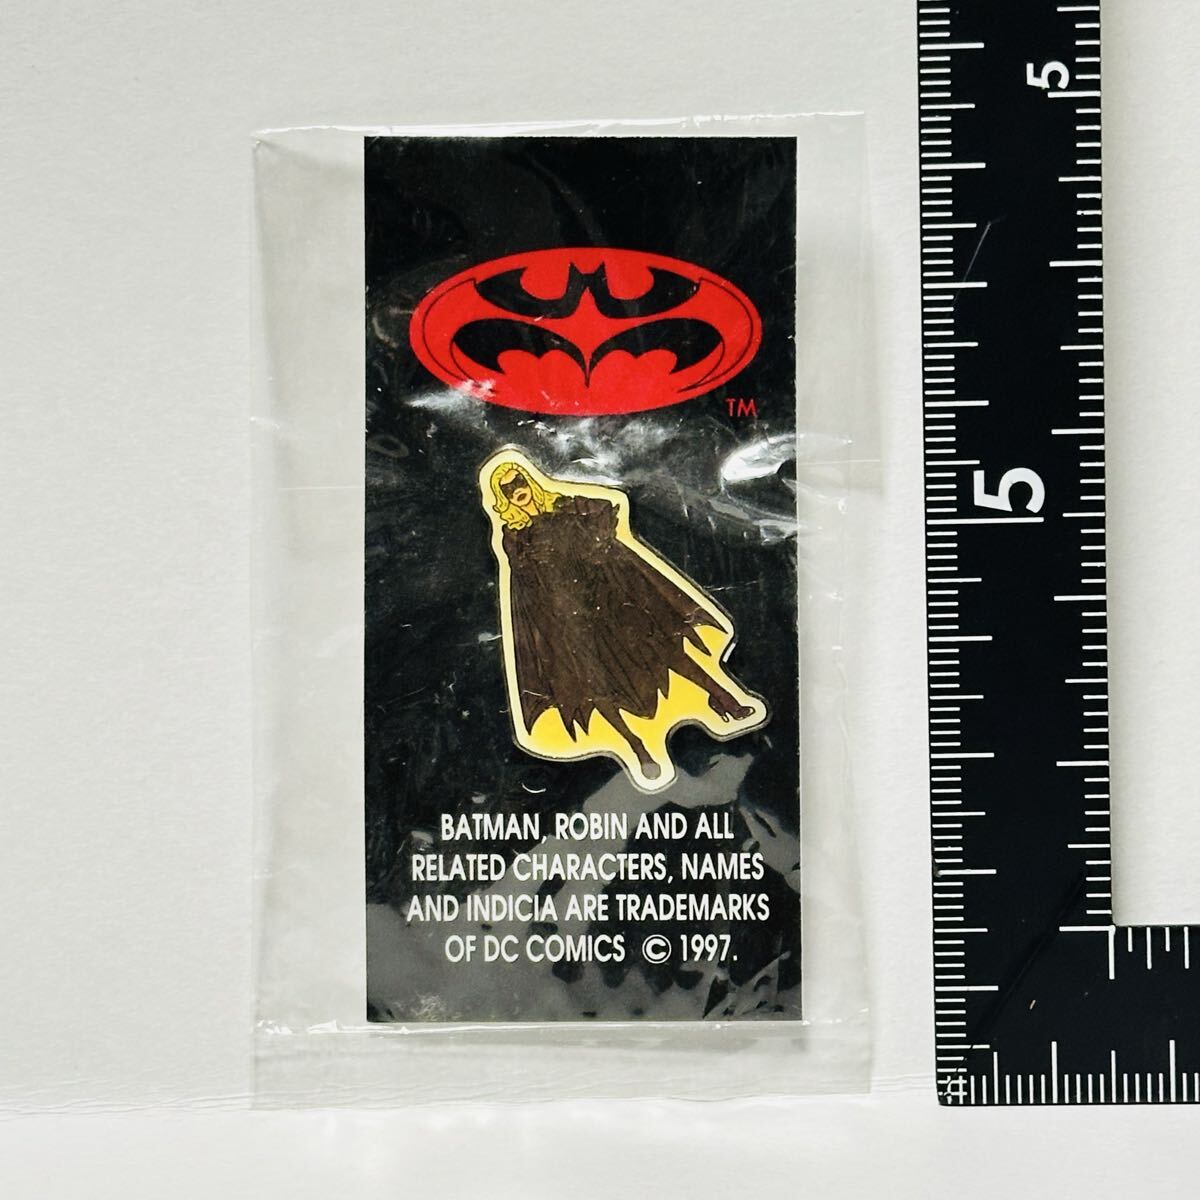 5
TM
5
BATMAN, ROBIN AND ALL
RELATED CHARACTERS, NAMES
AND INDICIA ARE TRADEMARKS
OF DC COMICS © 1997.